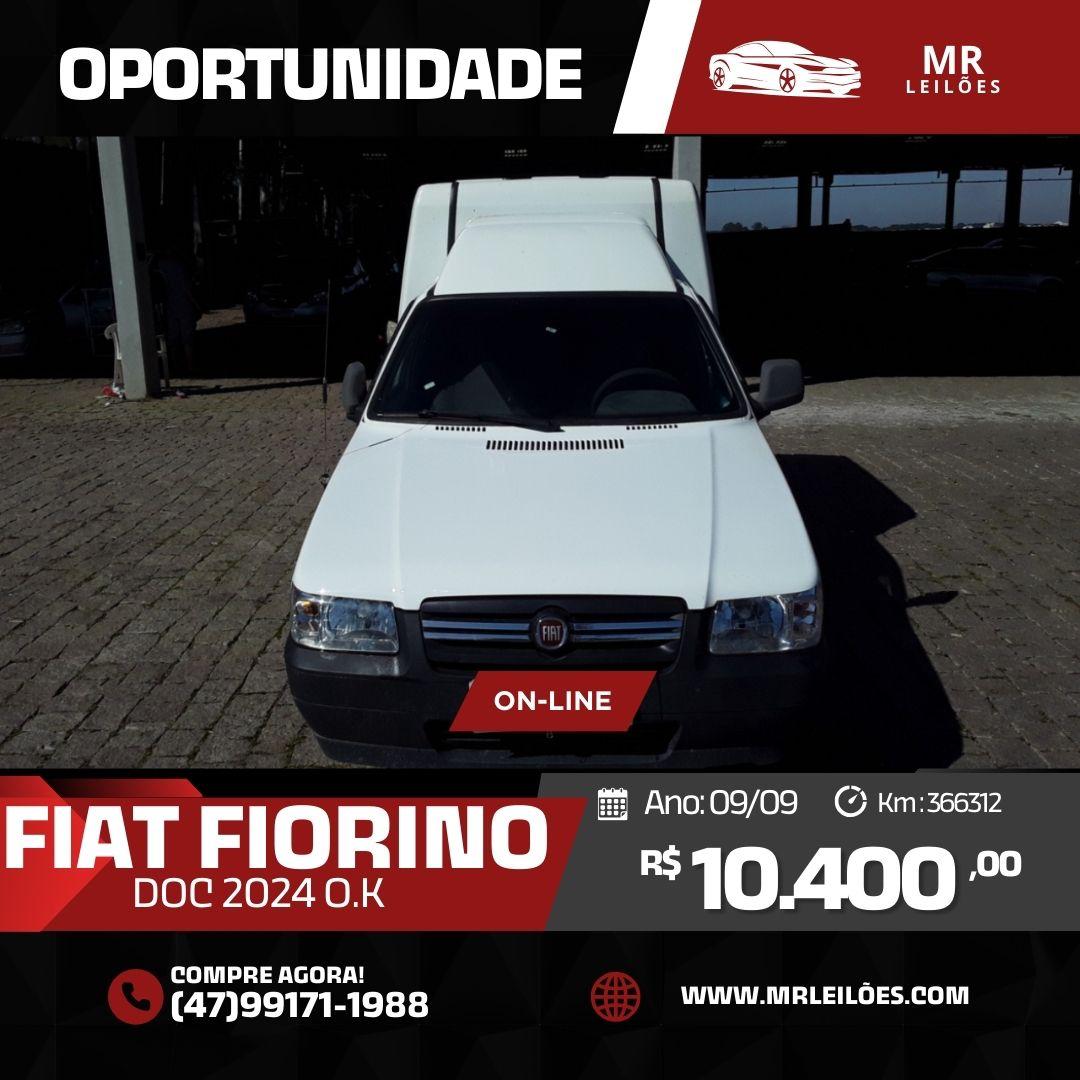 OPORTUNIDADE
MR
LEILÕES
FIAT
ON-LINE
FIAT FIORINO
DOC 2024 O.K
Ano: 09/09
Km: 366312
R$ 10.400,00
COMPRE AGORA!
(47)99171-1988
WWW.MRLEILÕES.COM